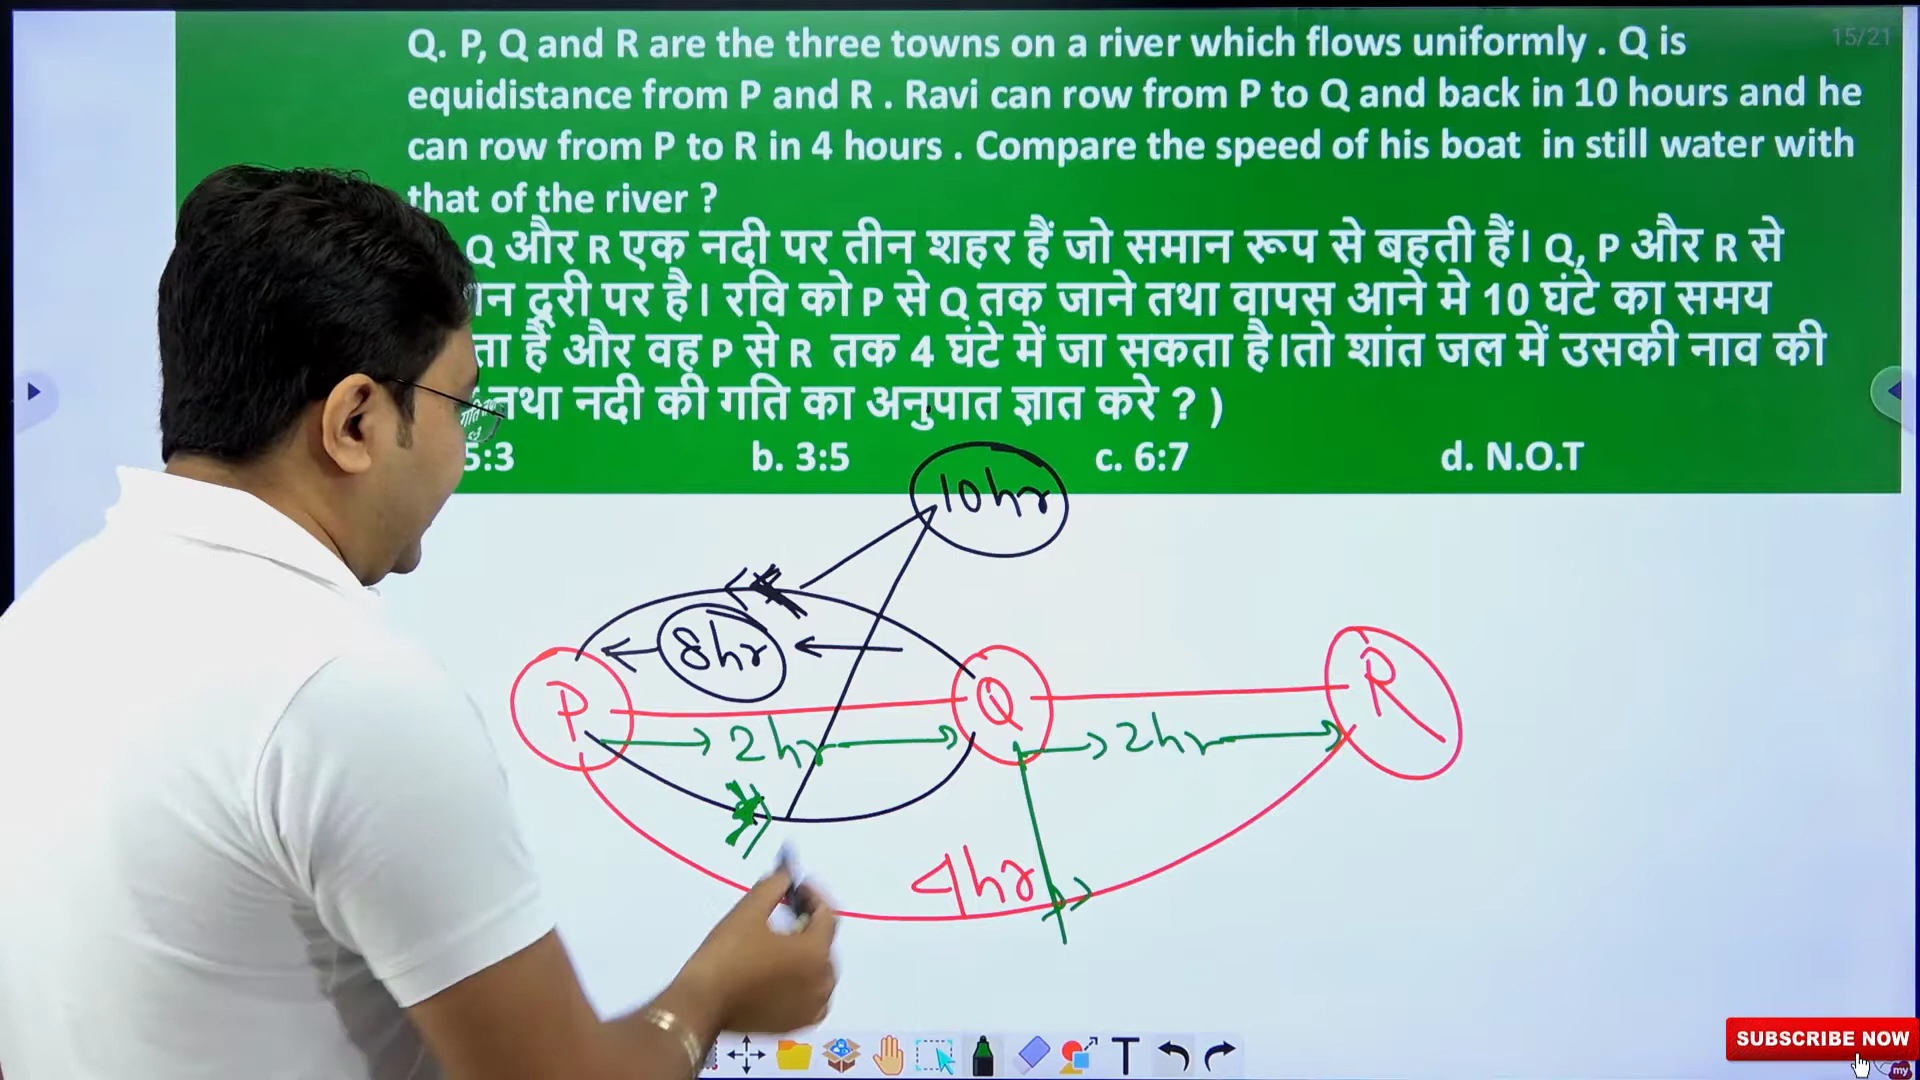 15/21
Q. P, Q and R are the three towns on a river which flows uniformly . Q is
equidistance from P and R . Ravi can row from P to Q and back in 10 hours and he
can row from P to R in 4 hours . Compare the speed of his boat in still water with
that of the river ?
Q और R एक नदी पर तीन शहर हैं जो समान रूप से बहती हैं। Q, P और R से
न दूरी पर है। रवि को P से Q तक जाने तथा वापस आने मे 10 घंटे का समय
ता है और वह P से R तक 4 घंटे में जा सकता है।तो शांत जल में उसकी नाव की
तथा नदी की गति का अनुपात ज्ञात करे ? )
5:3 b. 3:5 c. 6:7 d. N.O.T
10hr
8hr
P Q R
2hr 2hr
4hr
T
SUBSCRIBE NOW
my